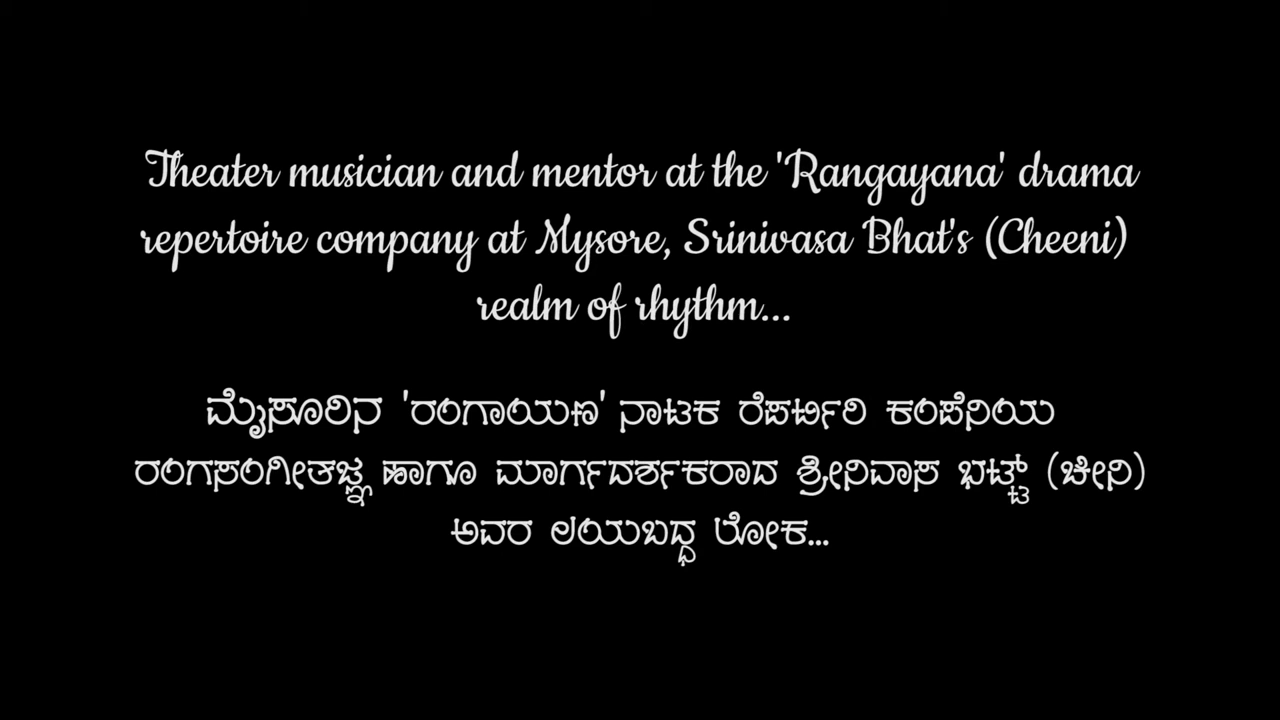 Theater musician and mentor at the 'Rangayana' drama
repertoire company at Mysore, Srinivasa Bhat's (Cheeni)
realm of rhythm...
ಮೈಸೂರಿನ 'ರಂಗಾಯಣ' ನಾಟಕ ರೆಪರ್ಟಿರಿ ಕಂಪೆನಿಯ
ರಂಗಸಂಗೀತಜ್ಞ ಹಾಗೂ ಮಾರ್ಗದರ್ಶಕರಾದ ಶ್ರೀನಿವಾಸ ಭಟ್ಟ್ (ಚೀನಿ)
ಅವರ ಲಯಬದ್ಧ ಲೋಕ...